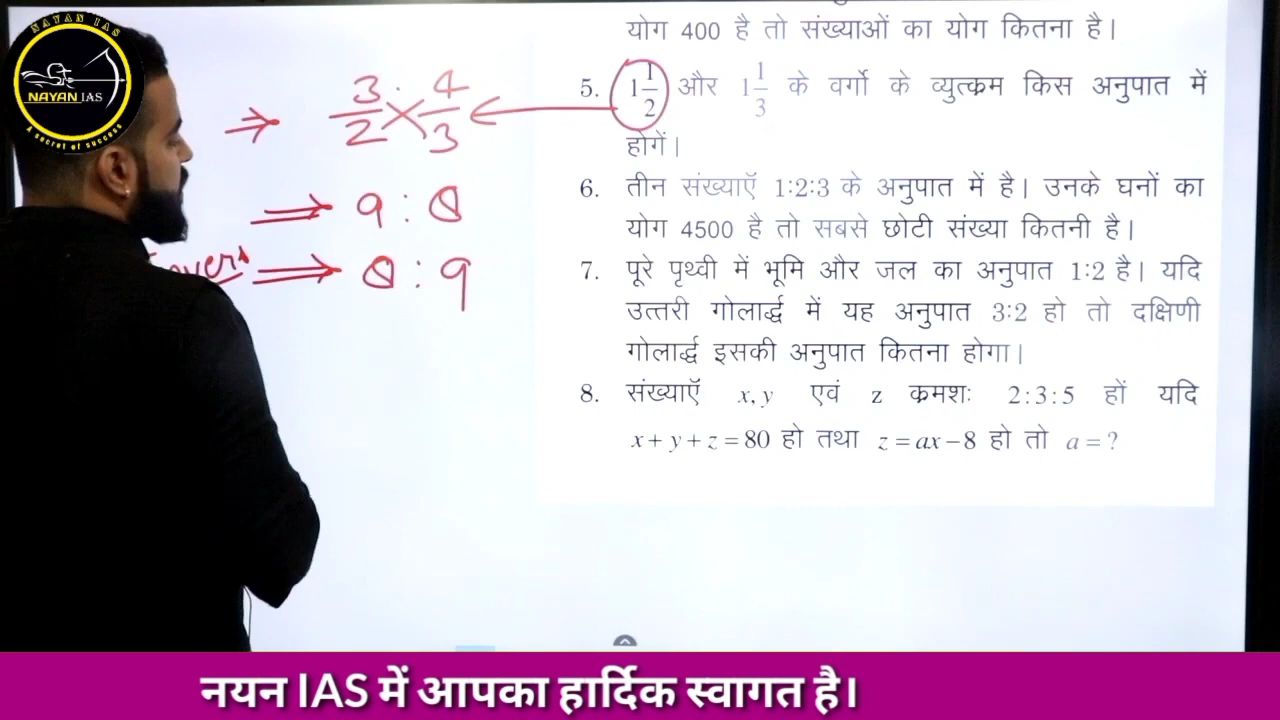 NAYAN IAS
NAYAN IAS
A secret of success
योग 400 है तो संख्याओं का योग कितना है।
5. 1 1/2 और 1 1/3 के वर्गो के व्युत्क्रम किस अनुपात में
होगें।
6. तीन संख्याऍ 1:2:3 के अनुपात में है। उनके घनों का
योग 4500 है तो सबसे छोटी संख्या कितनी है।
7. पूरे पृथ्वी में भूमि और जल का अनुपात 1:2 है। यदि
उत्तरी गोलार्द्ध में यह अनुपात 3:2 हो तो दक्षिणी
गोलार्द्ध इसकी अनुपात कितना होगा।
8. संख्याऍ x, y एवं z क्रमशः 2:3:5 हों यदि
x+y+z=80 हो तथा z=ax-8 हो तो a=?
⇒ 3/2 : 4/3
⇒ 9 : 8
⇒ 8 : 9
नयन IAS में आपका हार्दिक स्वागत है।